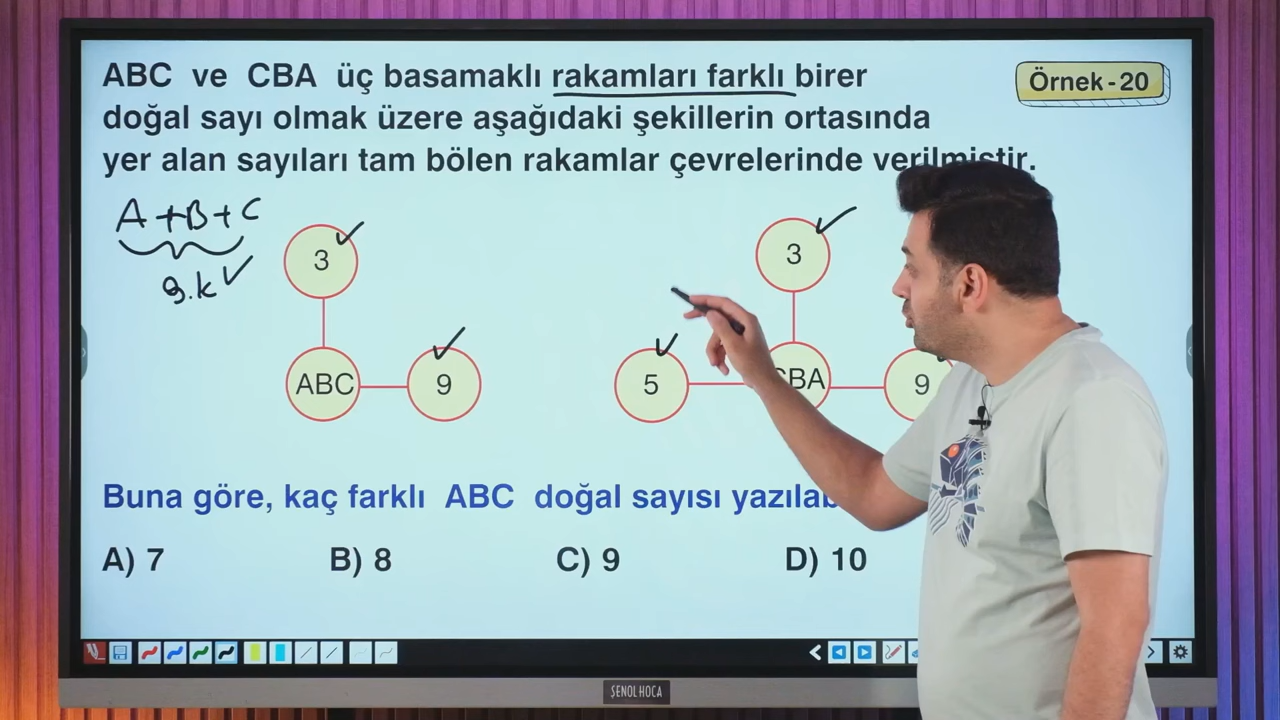 ABC ve CBA üç basamaklı rakamları farklı birer
Örnek - 20
doğal sayı olmak üzere aşağıdaki şekillerin ortasında
yer alan sayıları tam bölen rakamlar çevrelerinde verilmiştir.
A+B+C
9.k
3
3
ABC
9
5
CBA
9
Buna göre, kaç farklı ABC doğal sayısı
A) 7
B) 8
C) 9
D) 10
ŞENOL HOCA